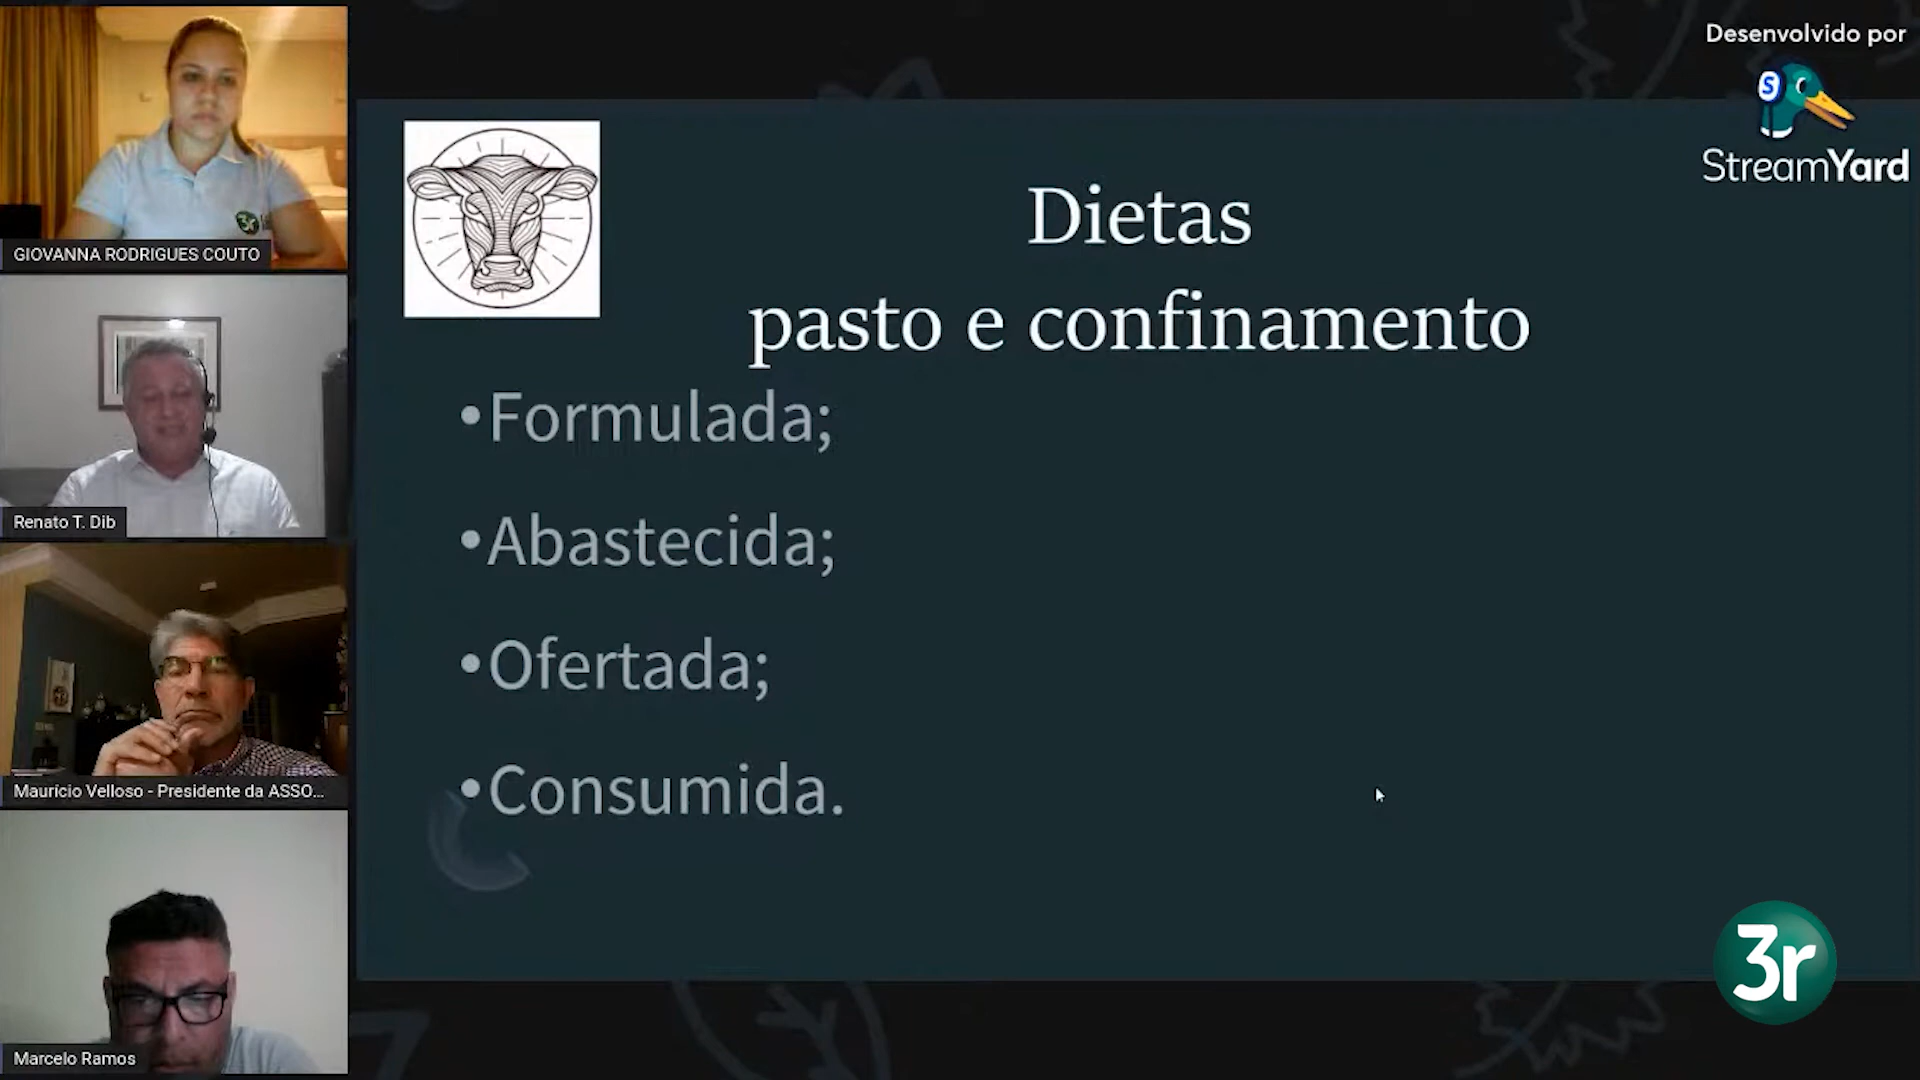 GIOVANNA RODRIGUES COUTO
Renato T. Dib
Maurício Velloso - Presidente da ASSO...
Marcelo Ramos
Dietas
pasto e confinamento
•Formulada;
•Abastecida;
•Ofertada;
•Consumida.
Desenvolvido por
S
StreamYard
3r
3r